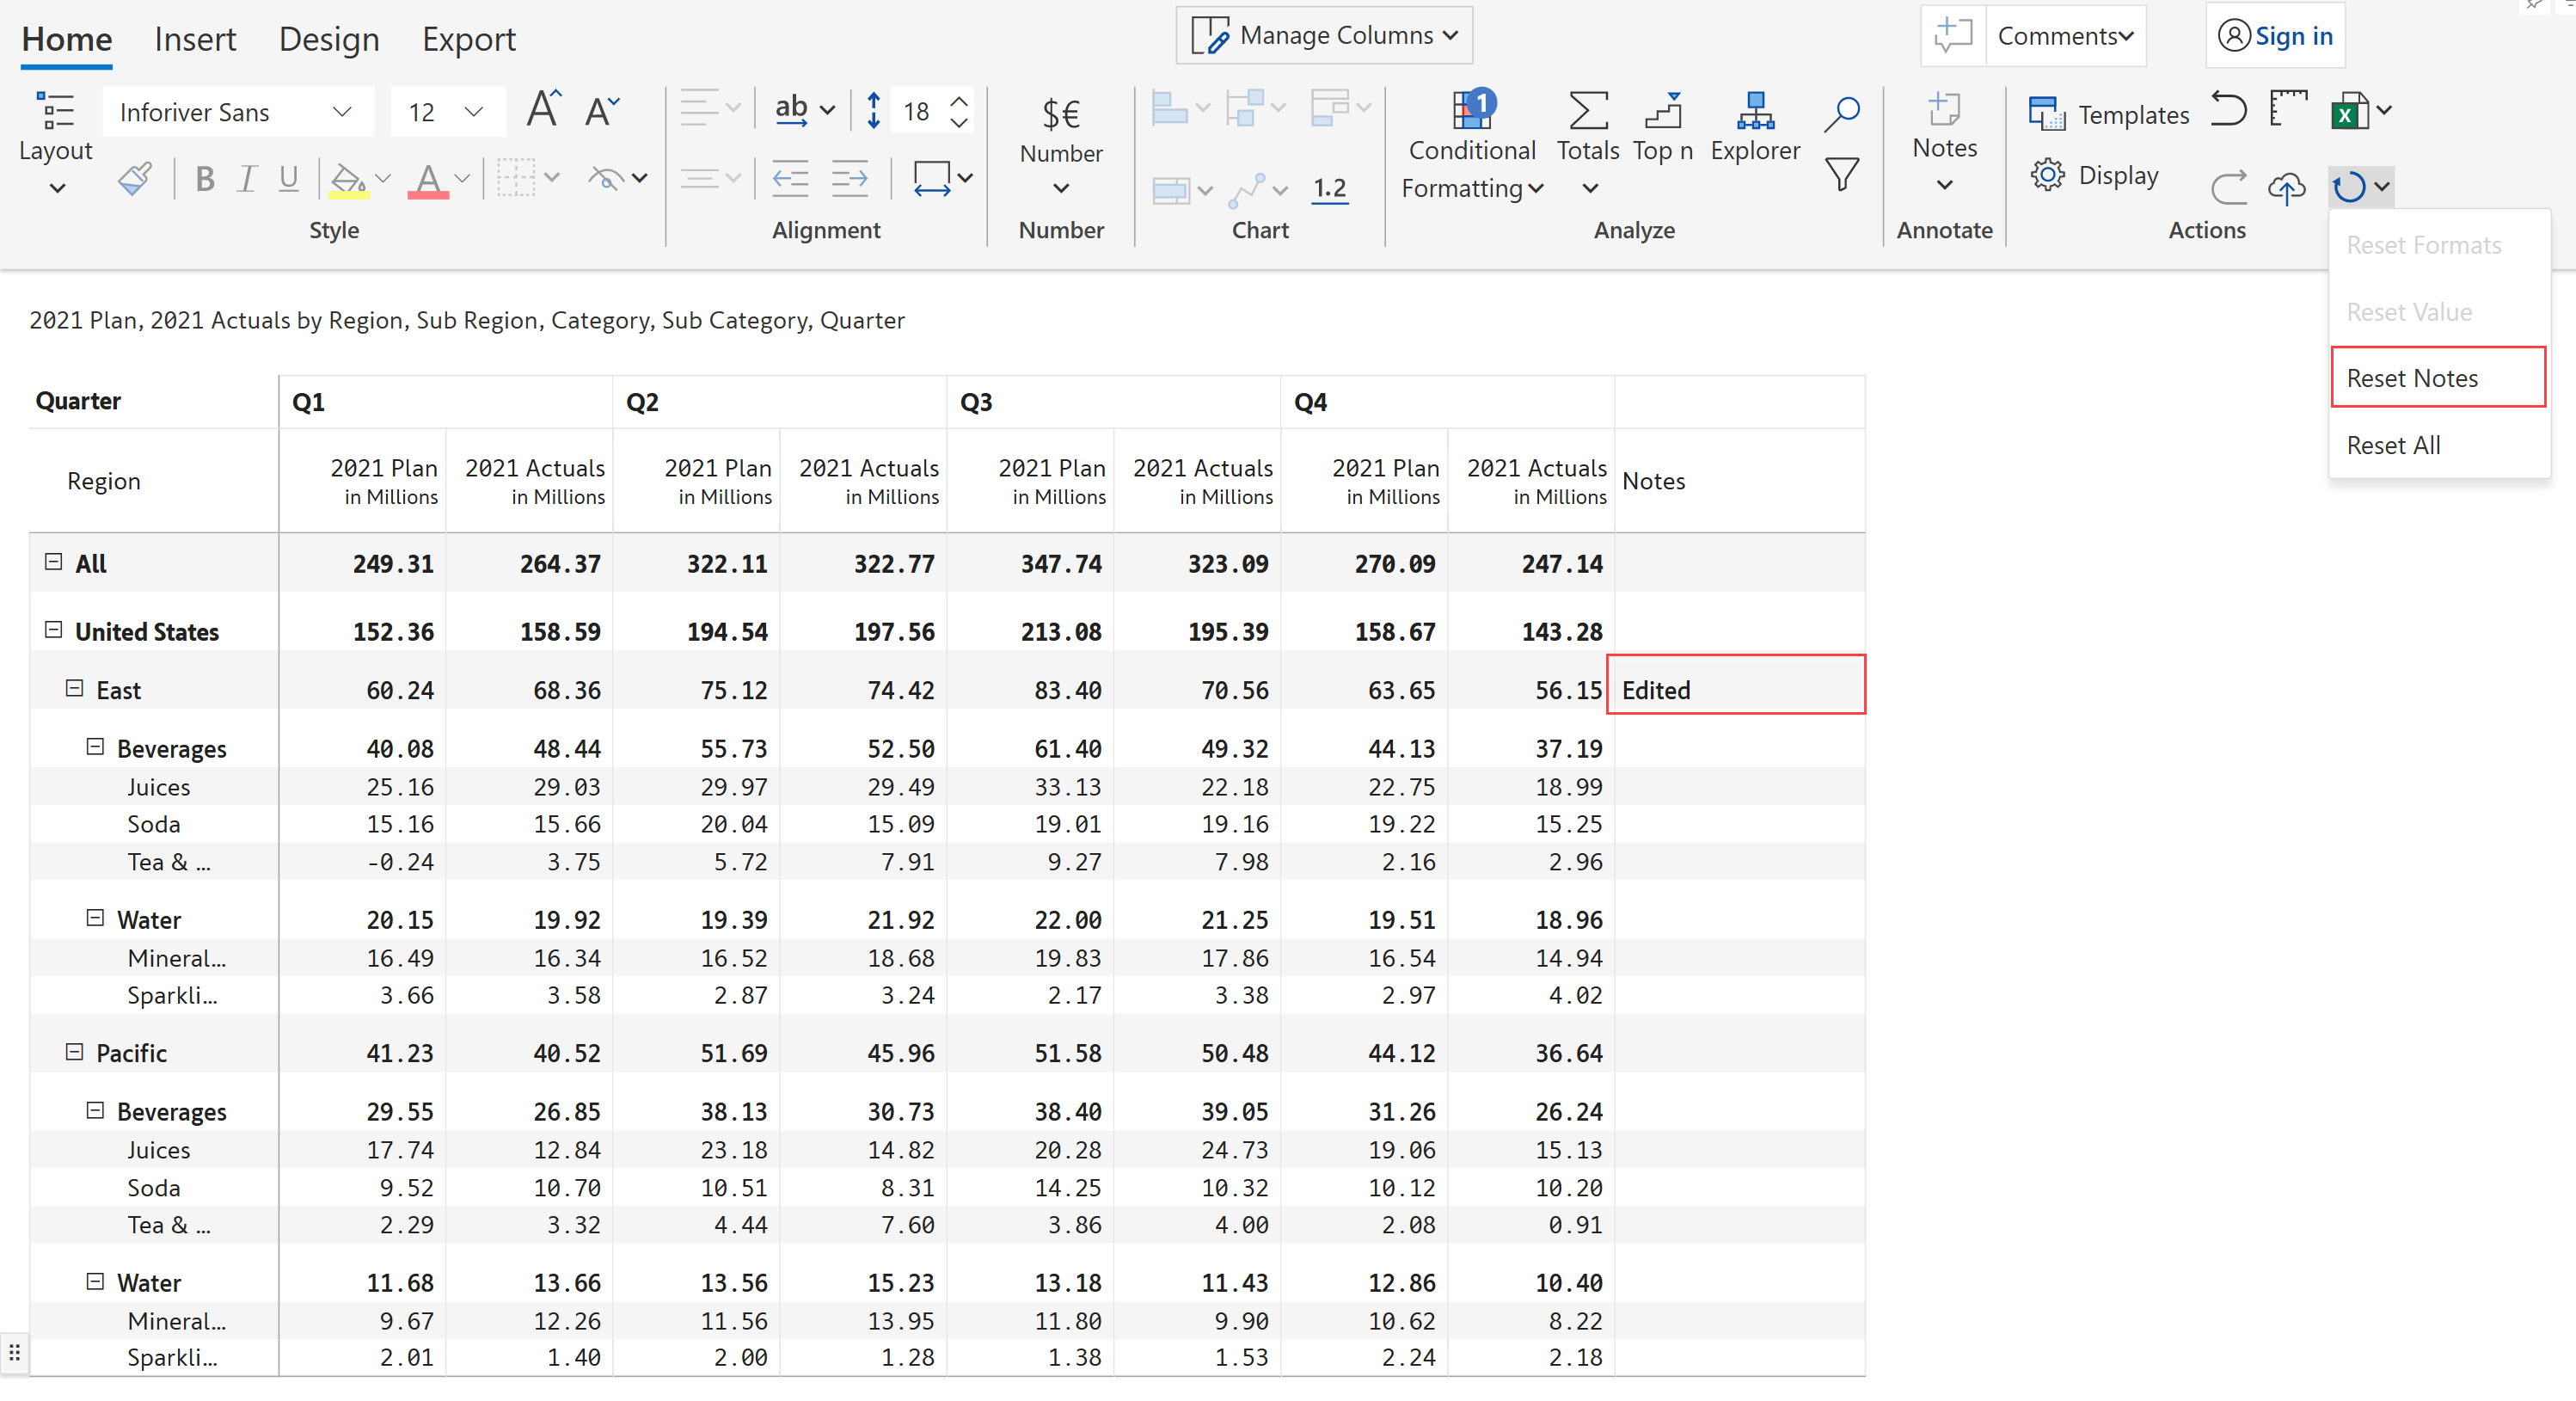 Home Insert Design Export Manage Columns Comments Sign in
Inforiver Sans 12 A A ab 18 $€ 1 Templates X
Layout Number Conditional Totals Top n Explorer Notes
B I U A 1.2 Formatting Display
Style Alignment Number Chart Analyze Annotate Actions
Reset Formats
Reset Value
Reset Notes
Reset All
2021 Plan, 2021 Actuals by Region, Sub Region, Category, Sub Category, Quarter
Quarter Q1 Q2 Q3 Q4
Region 2021 Plan in Millions 2021 Actuals in Millions 2021 Plan in Millions 2021 Actuals in Millions 2021 Plan in Millions 2021 Actuals in Millions 2021 Plan in Millions 2021 Actuals in Millions Notes
All 249.31 264.37 322.11 322.77 347.74 323.09 270.09 247.14
United States 152.36 158.59 194.54 197.56 213.08 195.39 158.67 143.28
East 60.24 68.36 75.12 74.42 83.40 70.56 63.65 56.15 Edited
Beverages 40.08 48.44 55.73 52.50 61.40 49.32 44.13 37.19
Juices 25.16 29.03 29.97 29.49 33.13 22.18 22.75 18.99
Soda 15.16 15.66 20.04 15.09 19.01 19.16 19.22 15.25
Tea & ... -0.24 3.75 5.72 7.91 9.27 7.98 2.16 2.96
Water 20.15 19.92 19.39 21.92 22.00 21.25 19.51 18.96
Mineral... 16.49 16.34 16.52 18.68 19.83 17.86 16.54 14.94
Sparkli... 3.66 3.58 2.87 3.24 2.17 3.38 2.97 4.02
Pacific 41.23 40.52 51.69 45.96 51.58 50.48 44.12 36.64
Beverages 29.55 26.85 38.13 30.73 38.40 39.05 31.26 26.24
Juices 17.74 12.84 23.18 14.82 20.28 24.73 19.06 15.13
Soda 9.52 10.70 10.51 8.31 14.25 10.32 10.12 10.20
Tea & ... 2.29 3.32 4.44 7.60 3.86 4.00 2.08 0.91
Water 11.68 13.66 13.56 15.23 13.18 11.43 12.86 10.40
Mineral... 9.67 12.26 11.56 13.95 11.80 9.90 10.62 8.22
Sparkli... 2.01 1.40 2.00 1.28 1.38 1.53 2.24 2.18